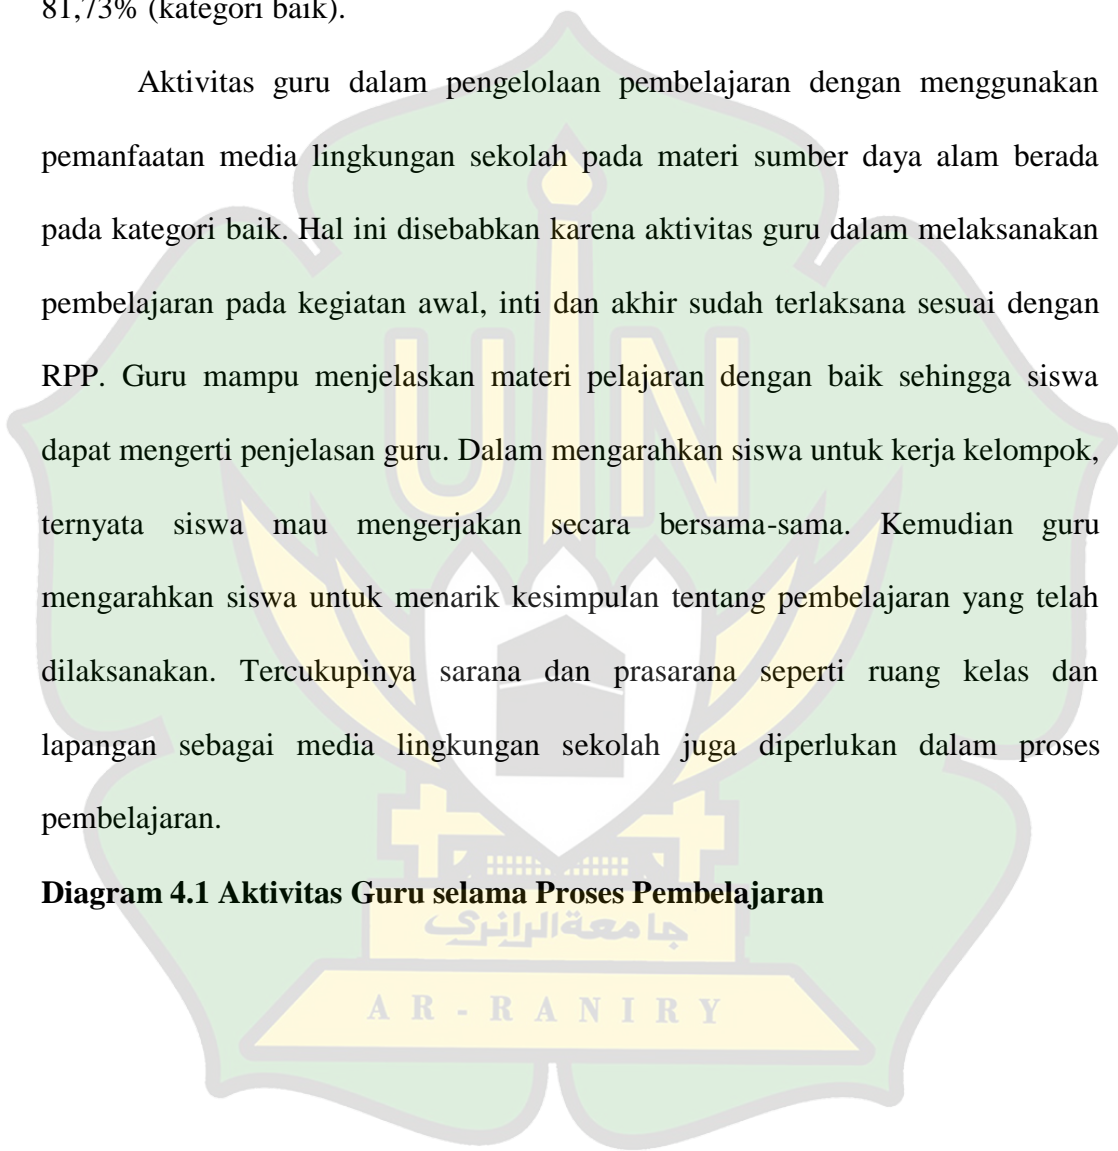 81,73% (kategori baik).
Aktivitas guru dalam pengelolaan pembelajaran dengan menggunakan
pemanfaatan media lingkungan sekolah pada materi sumber daya alam berada
pada kategori baik. Hal ini disebabkan karena aktivitas guru dalam melaksanakan
pembelajaran pada kegiatan awal, inti dan akhir sudah terlaksana sesuai dengan
RPP. Guru mampu menjelaskan materi pelajaran dengan baik sehingga siswa
dapat mengerti penjelasan guru. Dalam mengarahkan siswa untuk kerja kelompok,
ternyata siswa mau mengerjakan secara bersama-sama. Kemudian guru
mengarahkan siswa untuk menarik kesimpulan tentang pembelajaran yang telah
dilaksanakan. Tercukupinya sarana dan prasarana seperti ruang kelas dan
lapangan sebagai media lingkungan sekolah juga diperlukan dalam proses
pembelajaran.
Diagram 4.1 Aktivitas Guru selama Proses Pembelajaran
UIN
جامعة الرانري
AR-RANIRY